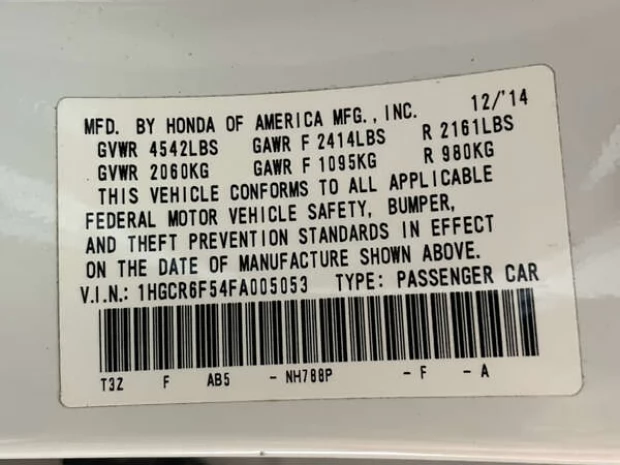 MFD. BY HONDA OF AMERICA MFG., INC. 12/'14
GVWR 4542LBS GAWR F 2414LBS R 2161LBS
GVWR 2060KG GAWR F 1095KG R 980KG
THIS VEHICLE CONFORMS TO ALL APPLICABLE
FEDERAL MOTOR VEHICLE SAFETY, BUMPER,
AND THEFT PREVENTION STANDARDS IN EFFECT
ON THE DATE OF MANUFACTURE SHOWN ABOVE.
V.I.N.: 1HGCR6F54FA005053 TYPE: PASSENGER CAR
T3Z F AB5 - NH788P - F - A